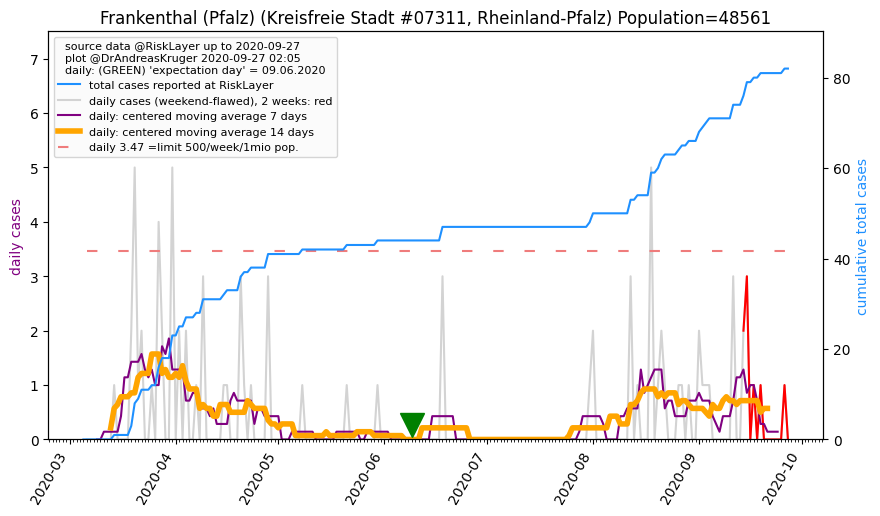 Frankenthal (Pfalz) (Kreisfreie Stadt #07311, Rheinland-Pfalz) Population=48561
source data @RiskLayer up to 2020-09-27
plot @DrAndreasKruger 2020-09-27 02:05
daily: (GREEN) 'expectation day' = 09.06.2020
total cases reported at RiskLayer
daily cases (weekend-flawed), 2 weeks: red
daily: centered moving average 7 days
daily: centered moving average 14 days
daily 3.47 =limit 500/week/1mio pop.
daily cases
7
6
5
4
3
2
1
0
cumulative total cases
80
60
40
20
0
2020-03
2020-04
2020-05
2020-06
2020-07
2020-08
2020-09
2020-10